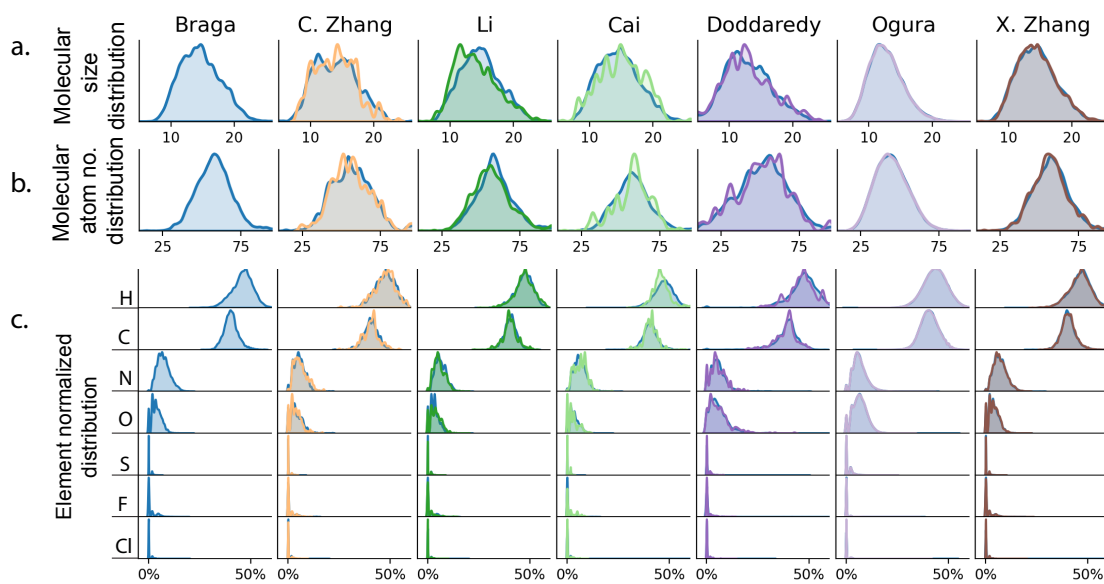 Braga C. Zhang Li Cai Doddaredy Ogura X. Zhang
a.
Molecular
size
distribution
10 20 10 20 10 20 10 20 10 20 10 20 10 20
b.
Molecular
atom no.
distribution
25 75 25 75 25 75 25 75 25 75 25 75 25 75
c.
Element normalized
distribution
H
C
N
O
S
F
Cl
0% 50% 0% 50% 0% 50% 0% 50% 0% 50% 0% 50% 0% 50%